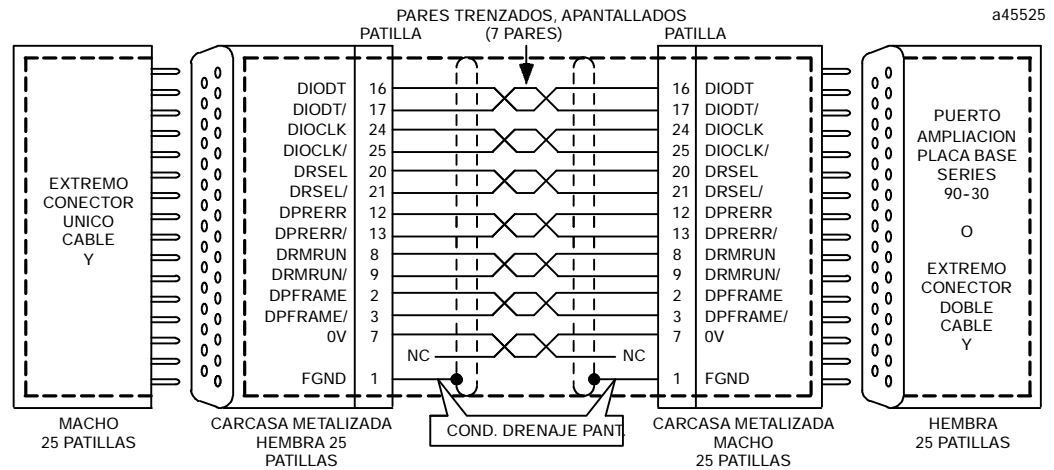 a45525
PARES TRENZADOS, APANTALLADOS
(7 PARES)
PATILLA
PATILLA
EXTREMO
CONECTOR
UNICO
CABLE
Y
DIODT 16
DIODT/ 17
DIOCLK 24
DIOCLK/ 25
DRSEL 20
DRSEL/ 21
DPRERR 12
DPRERR/ 13
DRMRUN 8
DRMRUN/ 9
DPFRAME 2
DPFRAME/ 3
0V 7
NC
FGND 1
16 DIODT
17 DIODT/
24 DIOCLK
25 DIOCLK/
20 DRSEL
21 DRSEL/
12 DPRERR
13 DPRERR/
8 DRMRUN
9 DRMRUN/
2 DPFRAME
3 DPFRAME/
7 0V
NC
1 FGND
PUERTO
AMPLIACION
PLACA BASE
SERIES
90-30
O
EXTREMO
CONECTOR
DOBLE
CABLE
Y
MACHO
25 PATILLAS
CARCASA METALIZADA
HEMBRA 25
PATILLAS
COND. DRENAJE PANT.
CARCASA METALIZADA
MACHO
25 PATILLAS
HEMBRA
25 PATILLAS